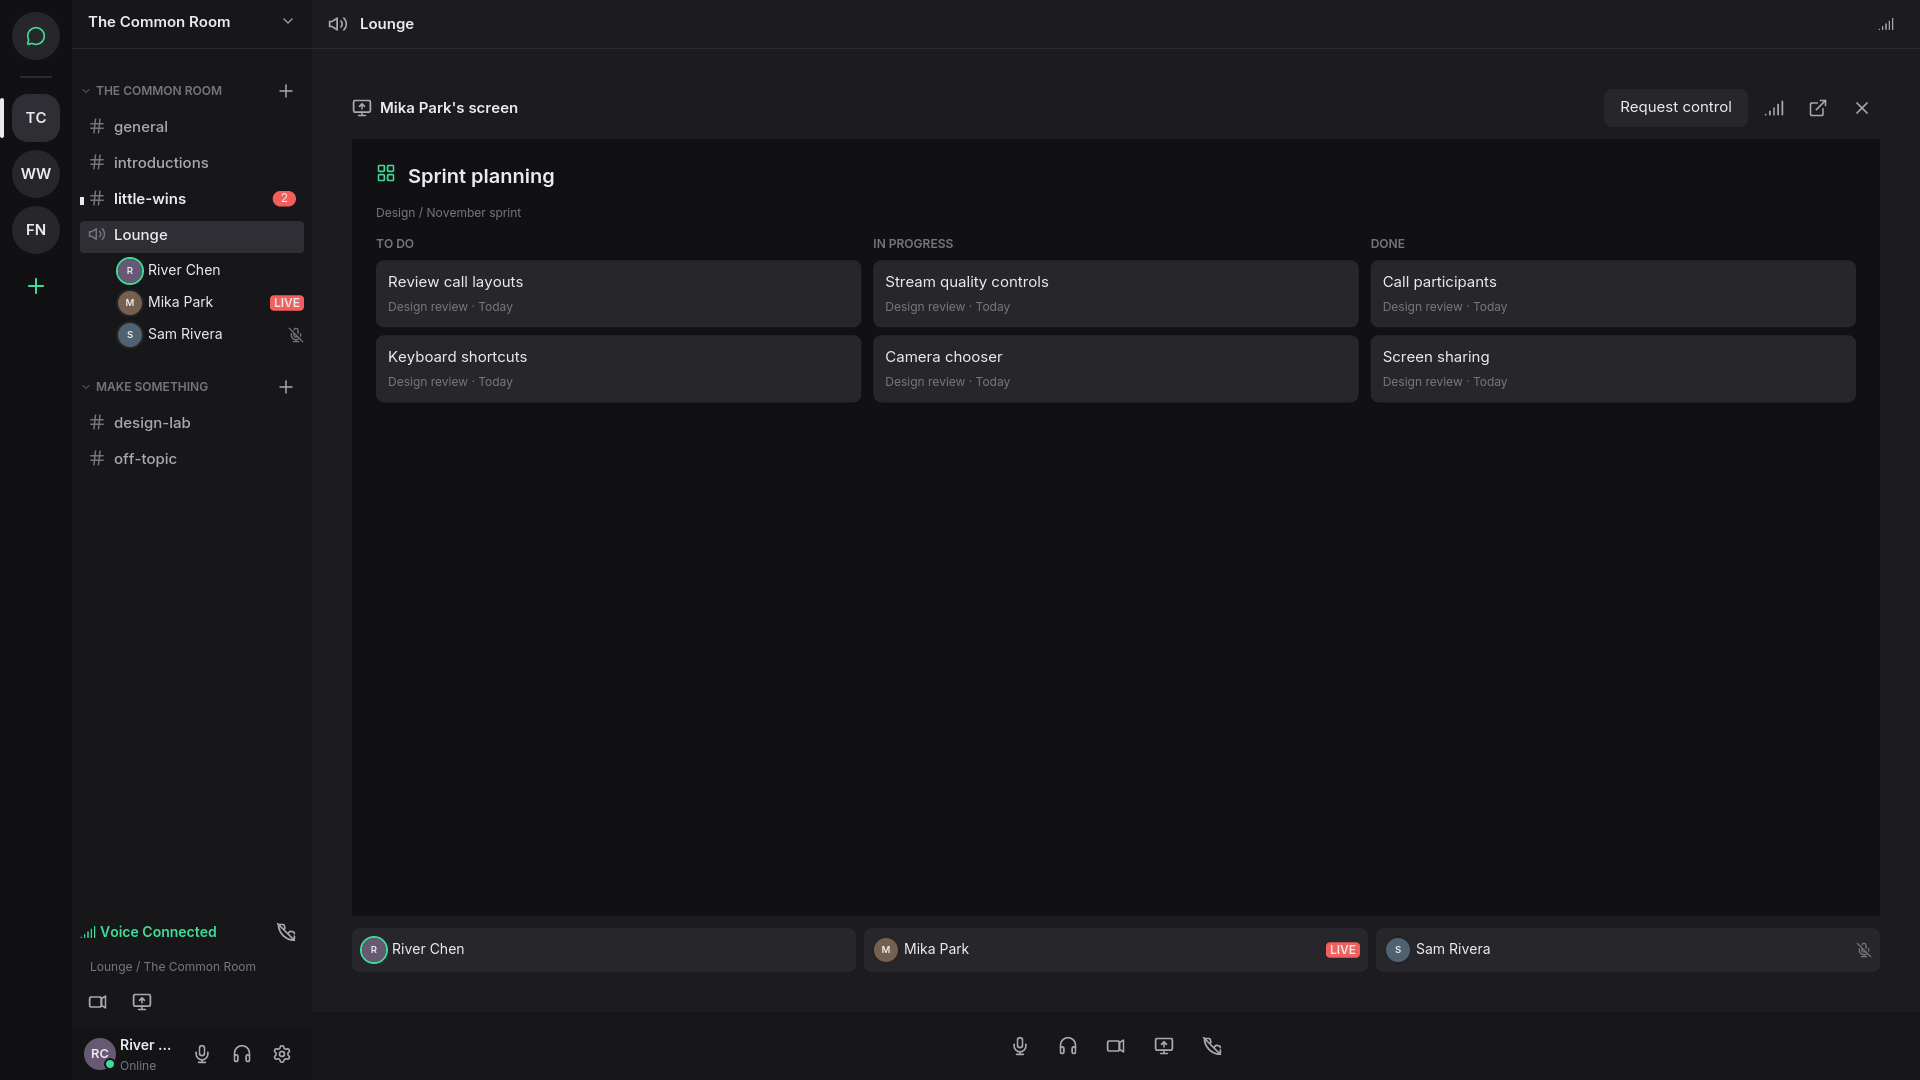 The Common Room
TC
WW
FN
THE COMMON ROOM
general
introductions
little-wins
2
Lounge
R
River Chen
M
Mika Park
LIVE
S
Sam Rivera
MAKE SOMETHING
design-lab
off-topic
Voice Connected
Lounge / The Common Room
RC
River ...
Online
Lounge
Mika Park's screen
Request control
Sprint planning
Design / November sprint
TO DO
Review call layouts
Design review · Today
Keyboard shortcuts
Design review · Today
IN PROGRESS
Stream quality controls
Design review · Today
Camera chooser
Design review · Today
DONE
Call participants
Design review · Today
Screen sharing
Design review · Today
R
River Chen
M
Mika Park
LIVE
S
Sam Rivera